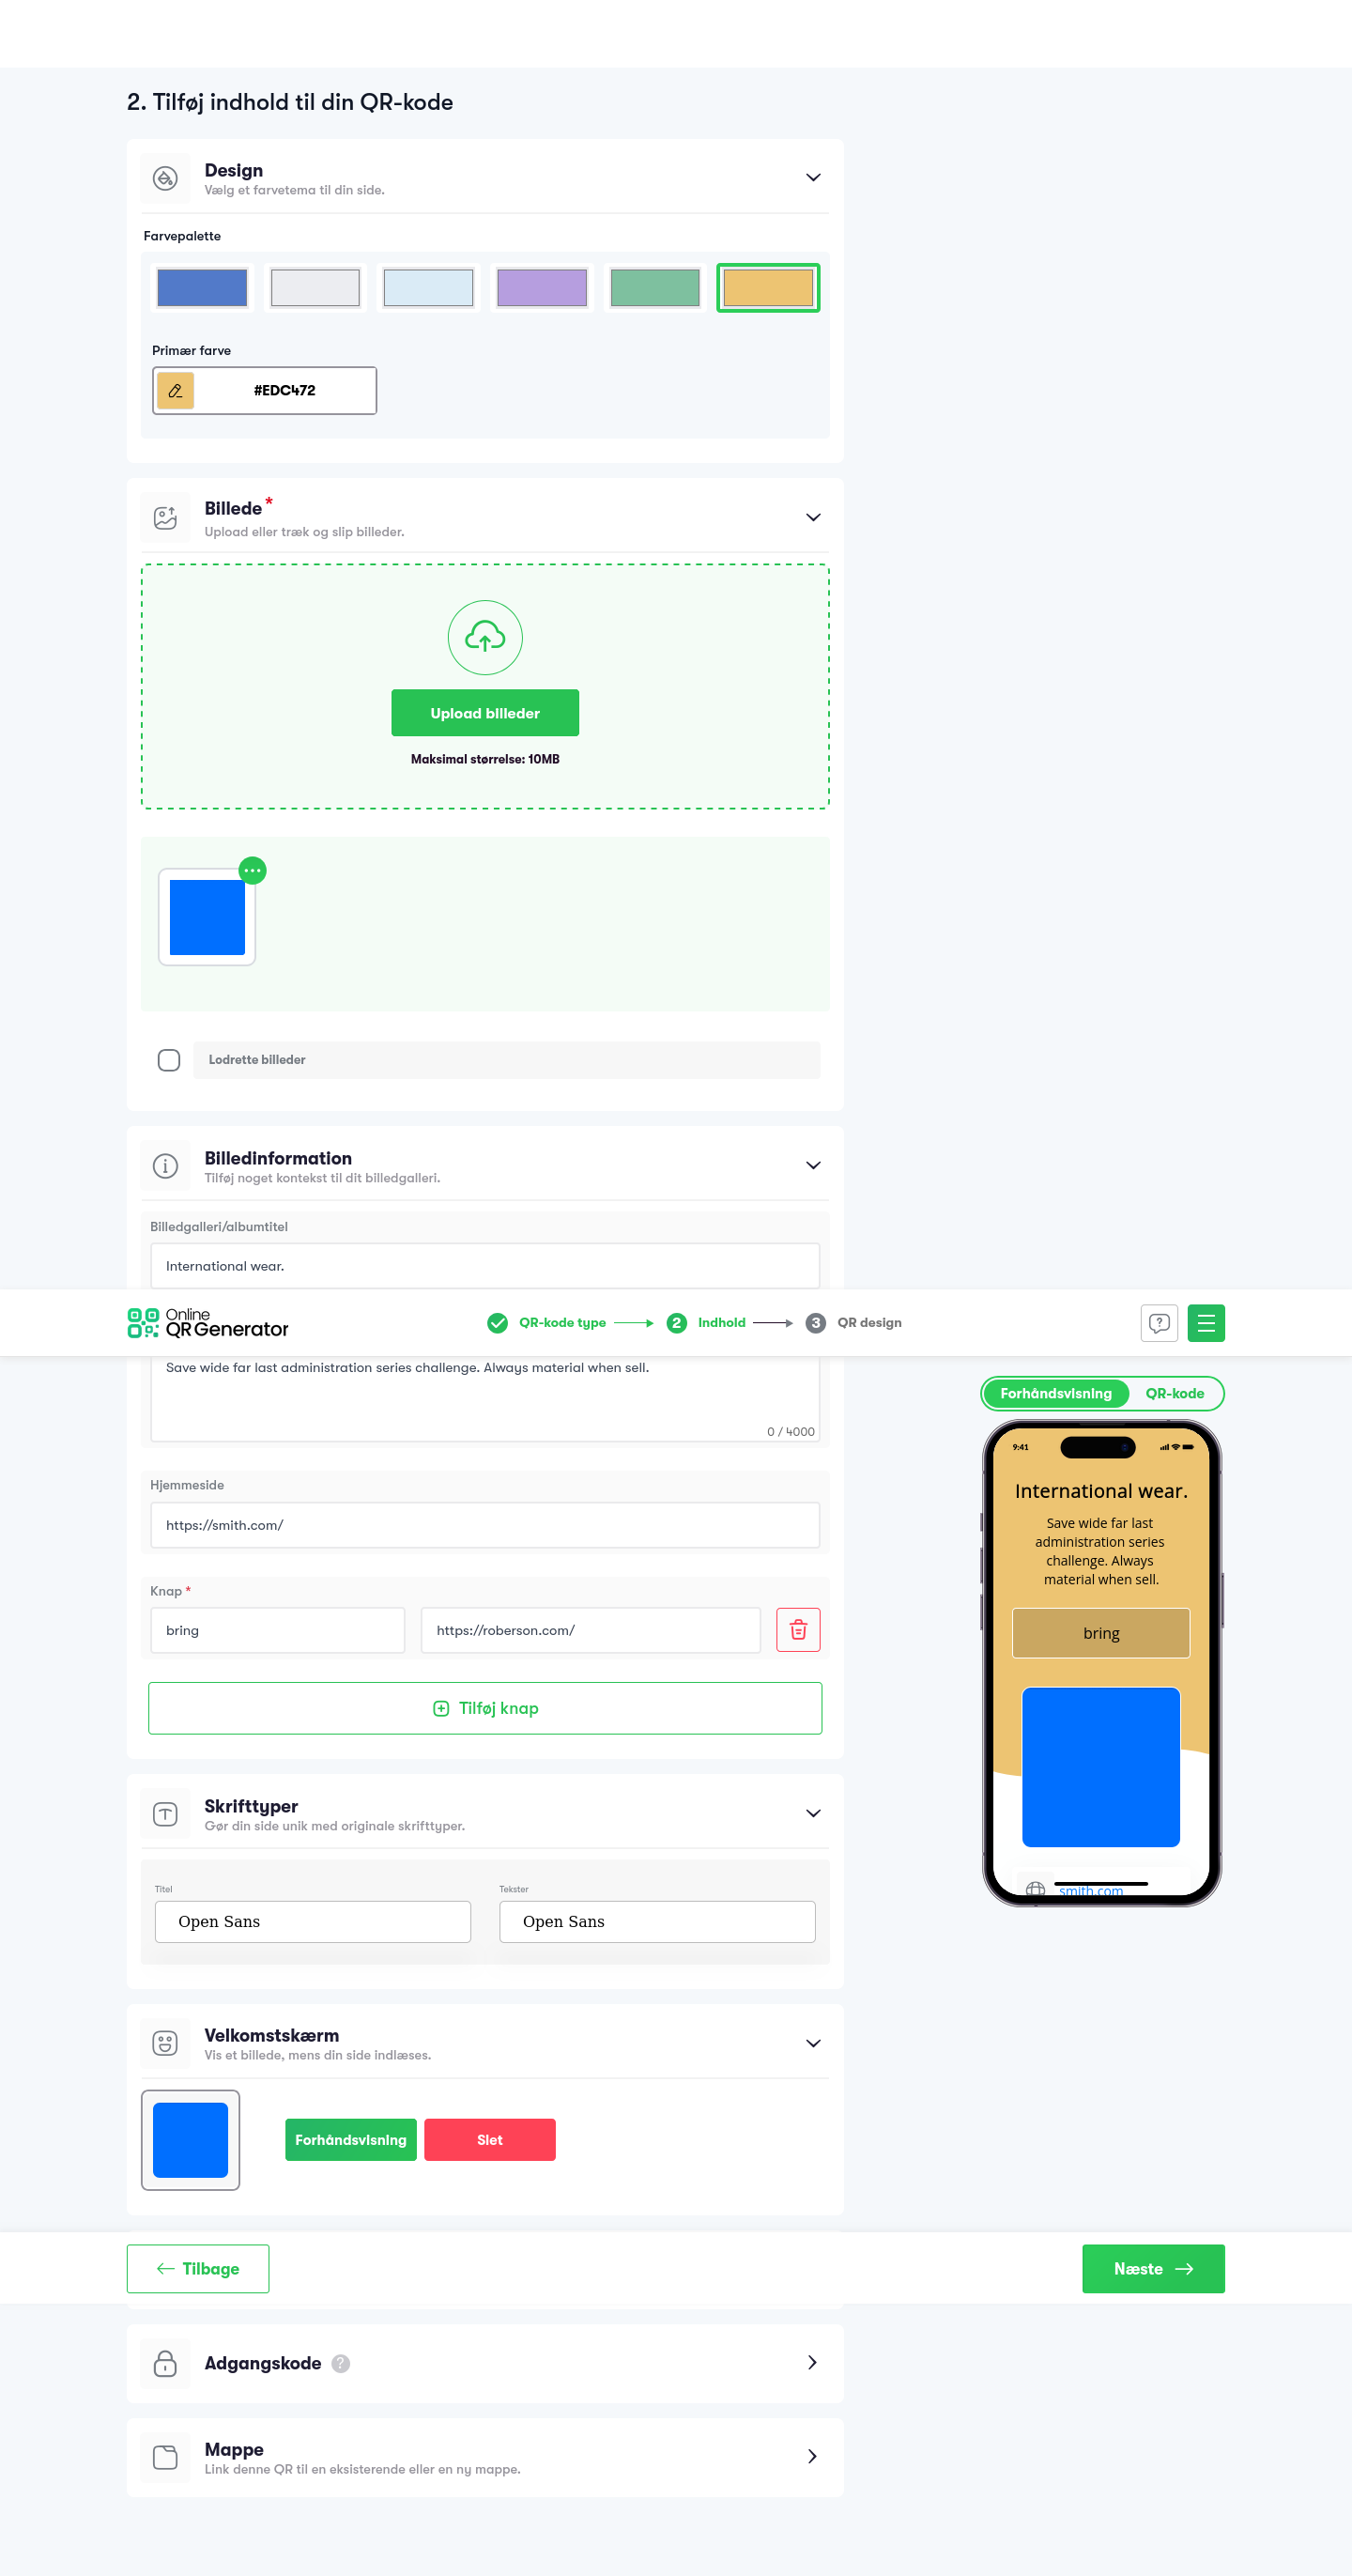 2. Tilføj indhold til din QR-kode
Design
Vælg et farvetema til din side.
Farvepalette
Primær farve
#EDC472
Billede*
Upload eller træk og slip billeder.
Upload billeder
Maksimal størrelse: 10MB
Lodrette billeder
Billedinformation
Tilføj noget kontekst til dit billedgalleri.
Billedgalleri/albumtitel
International wear.
Online
QR Generator
QR-kode type
2 Indhold
3 QR design
Save wide far last administration series challenge. Always material when sell.
0 / 4000
Forhåndsvisning QR-kode
9:41
International wear.
Save wide far last
administration series
challenge. Always
material when sell.
bring
smith.com
Hjemmeside
https://smith.com/
Knap *
bring
https://roberson.com/
Tilføj knap
Skrifttyper
Gør din side unik med originale skrifttyper.
Titel
Open Sans
Tekster
Open Sans
Velkomstskærm
Vis et billede, mens din side indlæses.
Forhåndsvisning
Slet
Tilbage
Næste
Adgangskode ?
Mappe
Link denne QR til en eksisterende eller en ny mappe.